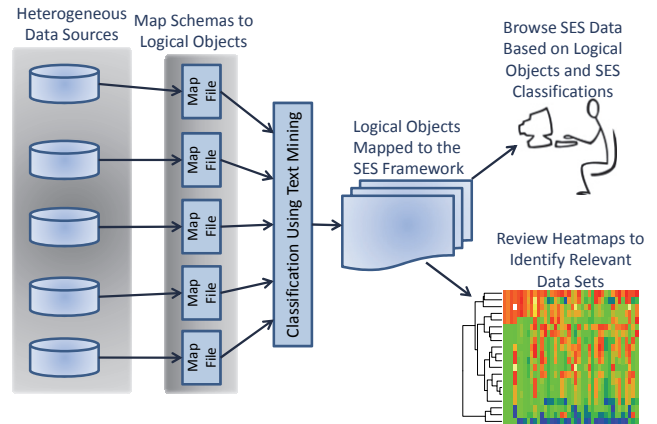 Heterogeneous
Data Sources
Map Schemas to
Logical Objects
Map
File
Map
File
Map
File
Map
File
Map
File
Classification Using Text Mining
Logical Objects
Mapped to the
SES Framework
Browse SES Data
Based on Logical
Objects and SES
Classifications
Review Heatmaps to
Identify Relevant
Data Sets